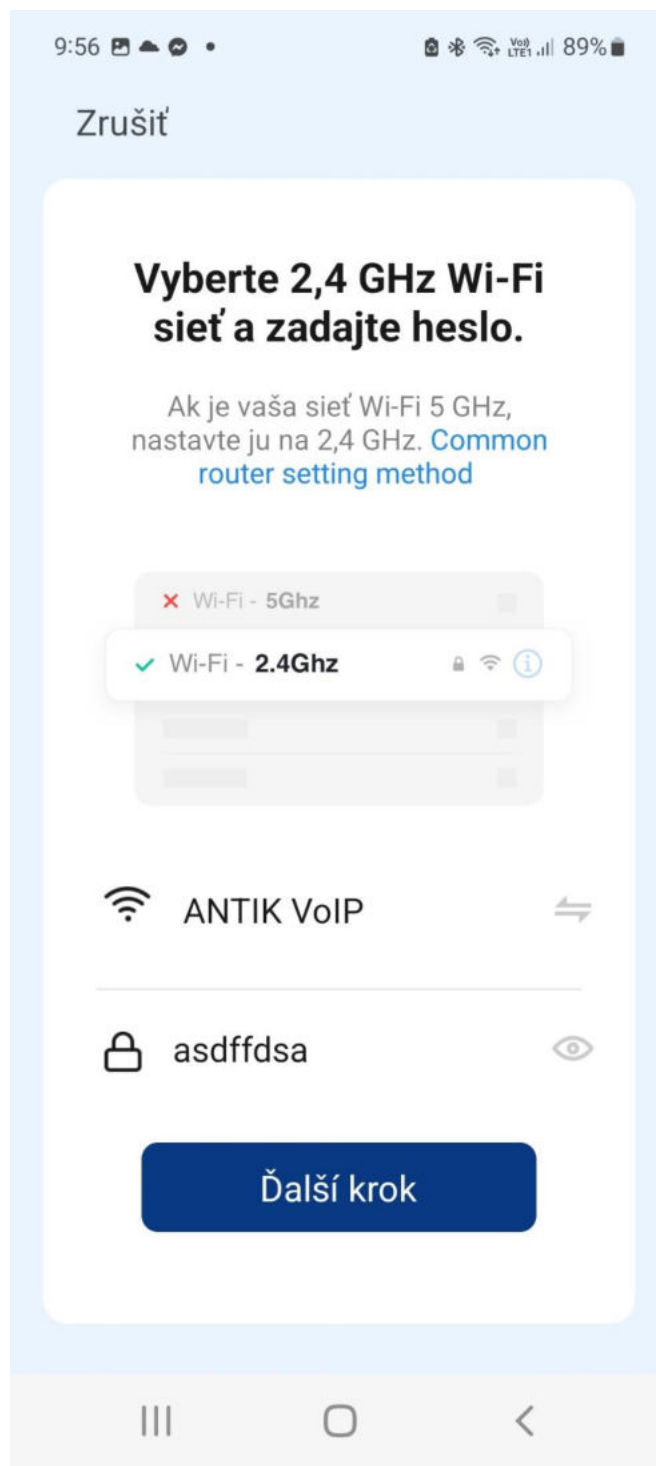 9:56 89%
Zrušiť
Vyberte 2,4 GHz Wi-Fi
sieť a zadajte heslo.
Ak je vaša sieť Wi-Fi 5 GHz,
nastavte ju na 2,4 GHz. Common
router setting method
Wi-Fi - 5Ghz
Wi-Fi - 2.4Ghz
ANTIK VoIP
asdffdsa
Ďalší krok